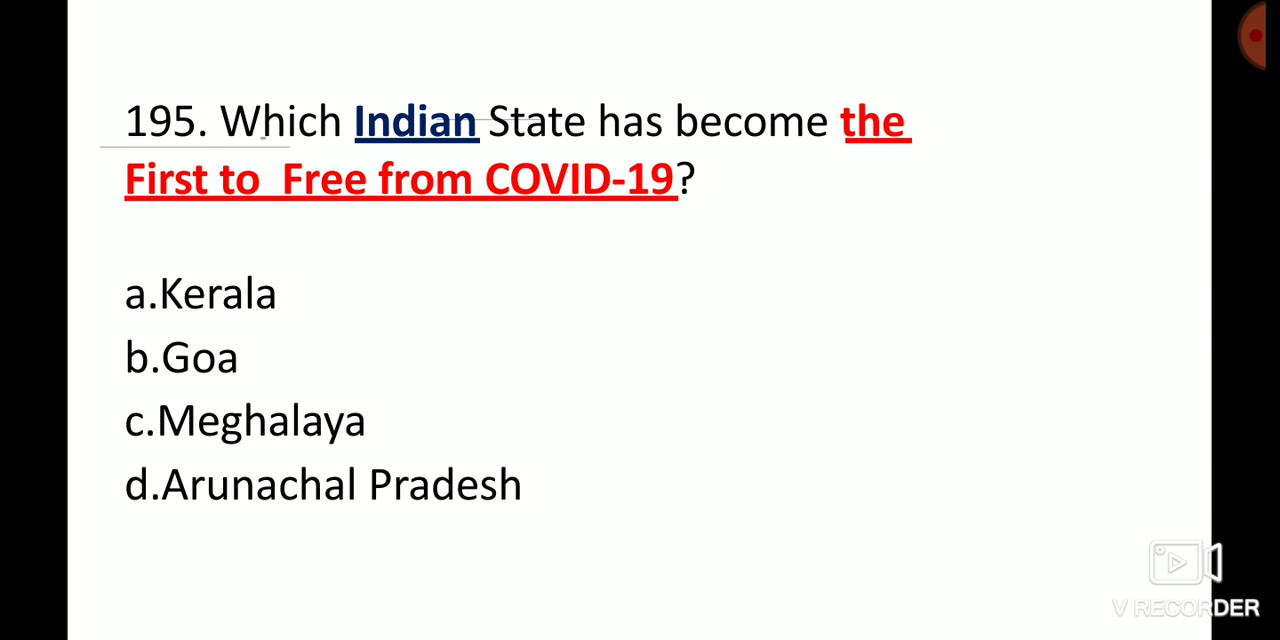 195. Which Indian State has become the
First to  Free from COVID-19?
a.Kerala
b.Goa
c.Meghalaya
d.Arunachal Pradesh
V RECORDER